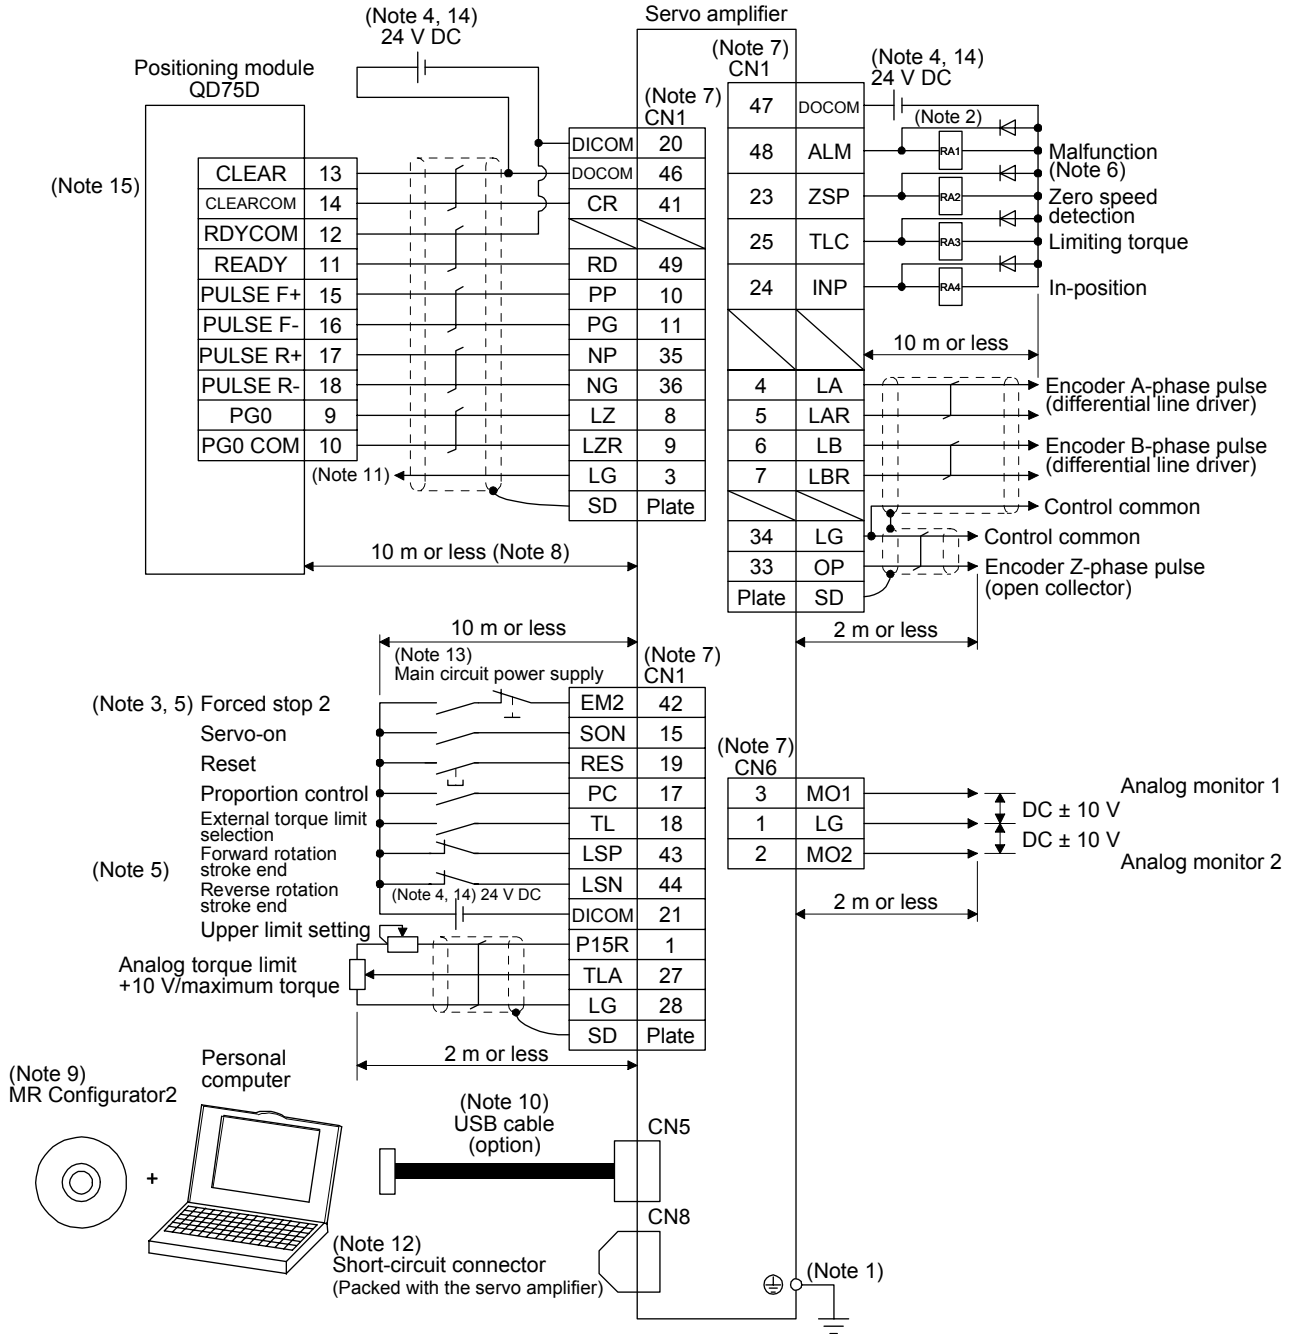 Servo amplifier
(Note 4, 14)
24 V DC
Positioning module
QD75D
(Note 15)
CLEAR 13
CLEARCOM 14
RDYCOM 12
READY 11
PULSE F+ 15
PULSE F- 16
PULSE R+ 17
PULSE R- 18
PG0 9
PG0 COM 10
(Note 11)
(Note 7)
CN1
DICOM 20
DOCOM 46
CR 41
RD 49
PP 10
PG 11
NP 35
NG 36
LZ 8
LZR 9
LG 3
SD Plate
10 m or less (Note 8)
(Note 7)
CN1
(Note 4, 14)
24 V DC
47 DOCOM
(Note 2)
48 ALM RA1 Malfunction
(Note 6)
23 ZSP RA2 Zero speed
detection
25 TLC RA3 Limiting torque
24 INP RA4 In-position
10 m or less
4 LA Encoder A-phase pulse
5 LAR (differential line driver)
6 LB Encoder B-phase pulse
7 LBR (differential line driver)
Control common
34 LG Control common
33 OP Encoder Z-phase pulse
(open collector)
Plate SD
2 m or less
10 m or less
(Note 13)
Main circuit power supply
(Note 7)
CN1
(Note 3, 5) Forced stop 2 EM2 42
Servo-on SON 15
Reset RES 19
Proportion control PC 17
External torque limit
selection TL 18
(Note 5)
Forward rotation
stroke end LSP 43
Reverse rotation
stroke end LSN 44
(Note 4, 14) 24 V DC
DICOM 21
Upper limit setting P15R 1
Analog torque limit
+10 V/maximum torque TLA 27
LG 28
SD Plate
2 m or less
(Note 7)
CN6
3 MO1 Analog monitor 1
DC ± 10 V
1 LG
DC ± 10 V
2 MO2 Analog monitor 2
2 m or less
(Note 9)
MR Configurator2
+
Personal
computer
(Note 10)
USB cable
(option)
CN5
CN8
(Note 12)
Short-circuit connector
(Packed with the servo amplifier)
(Note 1)